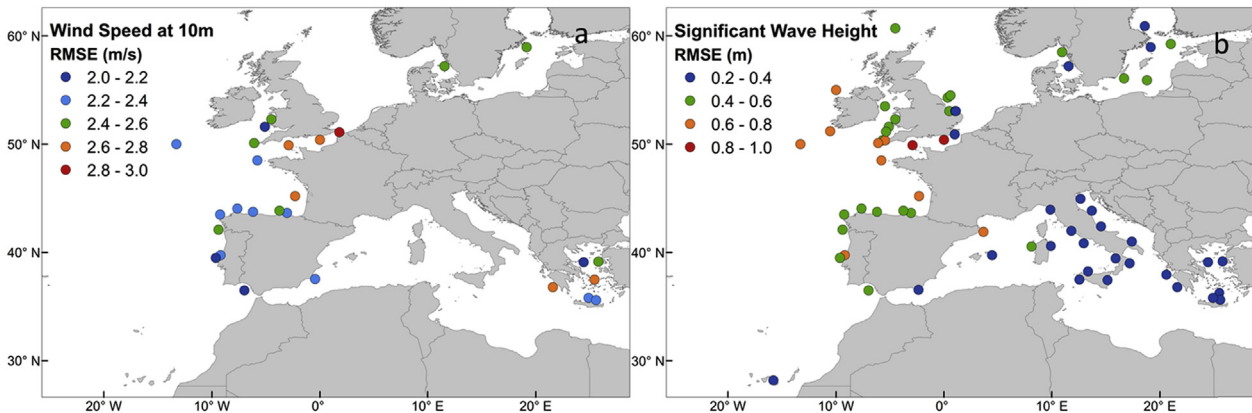 Wind Speed at 10m
a
RMSE (m/s)
2.0 - 2.2
2.2 - 2.4
2.4 - 2.6
2.6 - 2.8
2.8 - 3.0
60° N
50° N
40° N
30° N
20° W
10° W
0°
10° E
20° E
Significant Wave Height
b
RMSE (m)
0.2 - 0.4
0.4 - 0.6
0.6 - 0.8
0.8 - 1.0
60° N
50° N
40° N
30° N
20° W
10° W
0°
10° E
20° E